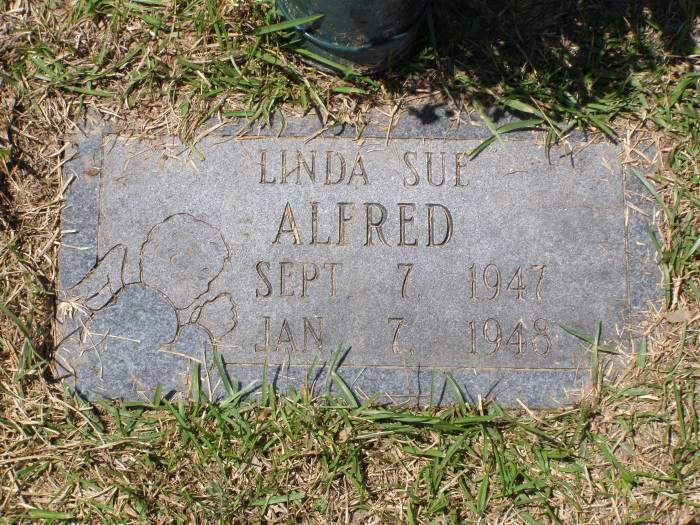 LINDA SUE
ALFRED
SEPT. 7, 1947
JAN 7, 1948